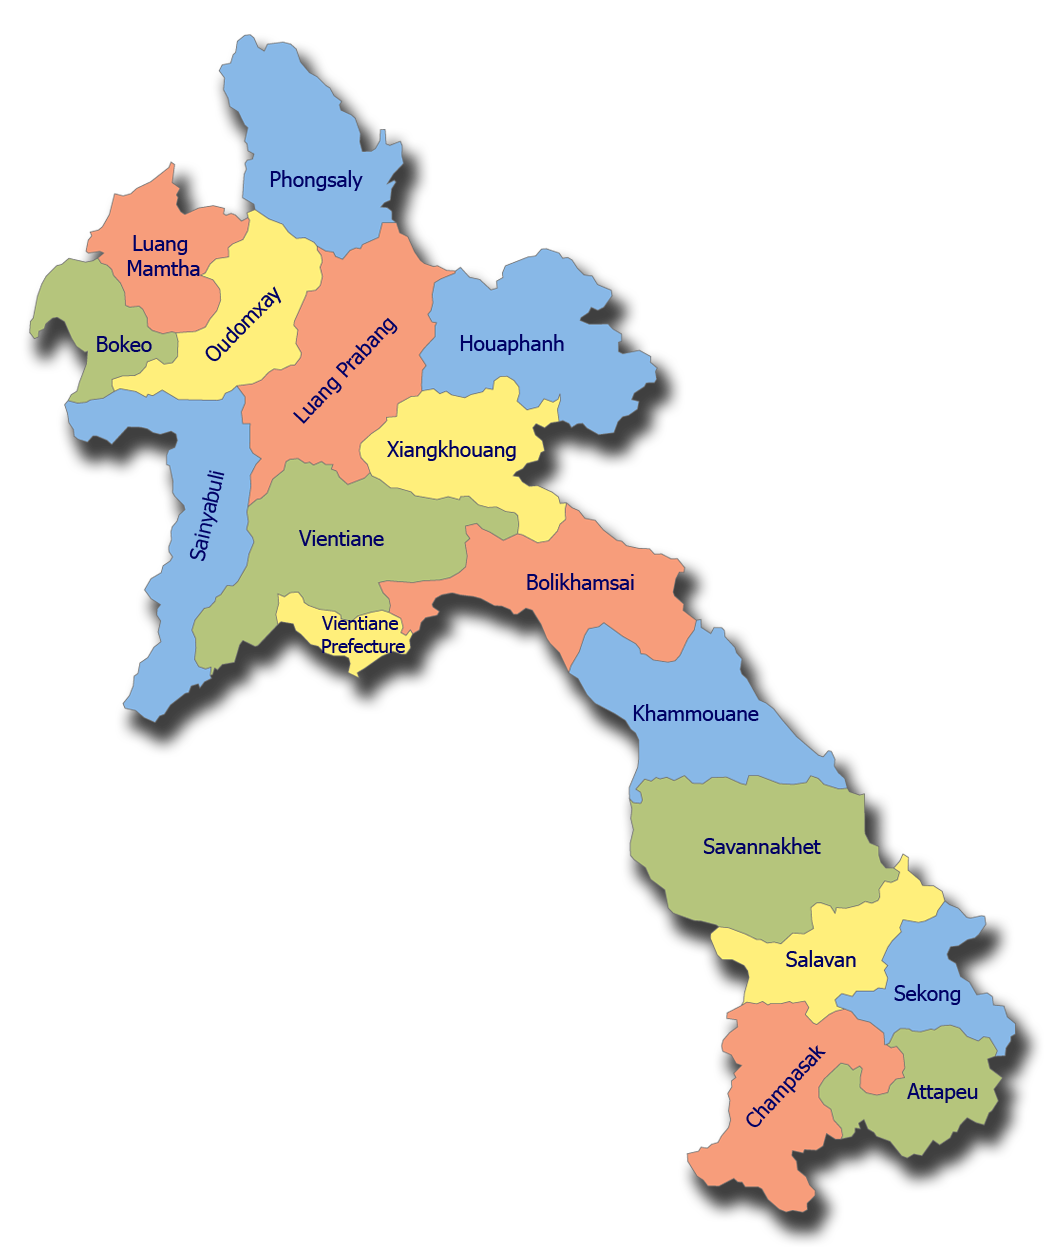 Phongsaly
Luang
Mamtha
Bokeo
Oudomxay
Luang Prabang
Houaphanh
Xiangkhouang
Sainyabuli
Vientiane
Bolikhamsai
Vientiane
Prefecture
Khammouane
Savannakhet
Salavan
Sekong
Champasak
Attapeu